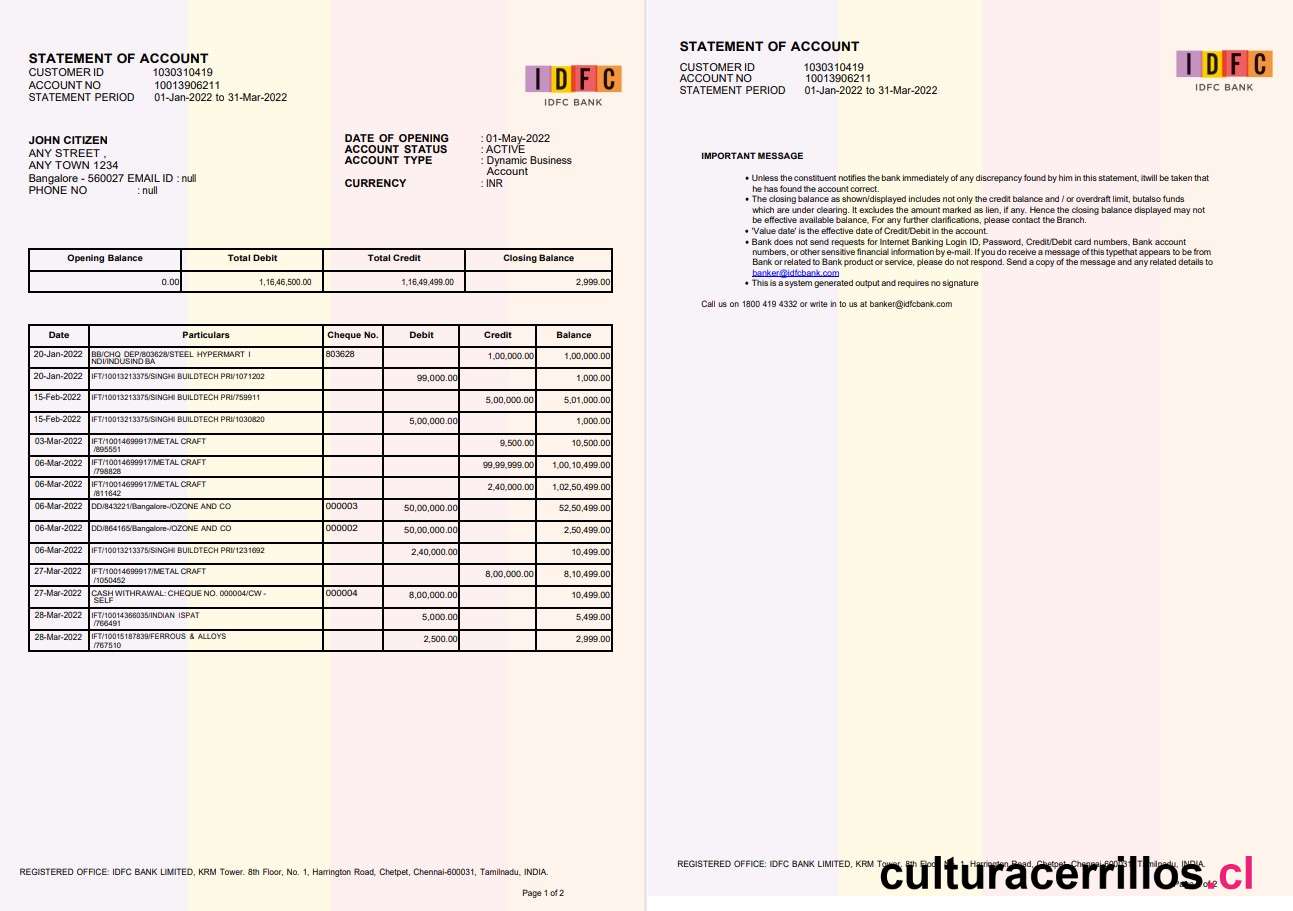 STATEMENT OF ACCOUNT
CUSTOMER ID 1030310419
ACCOUNT NO 10013906211
STATEMENT PERIOD 01-Jan-2022 to 31-Mar-2022
IDFC
IDFC BANK
JOHN CITIZEN
ANY STREET ,
ANY TOWN 1234
Bangalore - 560027 EMAIL ID : null
PHONE NO : null
DATE OF OPENING : 01-May-2022
ACCOUNT STATUS : ACTIVE
ACCOUNT TYPE : Dynamic Business
Account
CURRENCY : INR
Opening Balance Total Debit Total Credit Closing Balance
0.00 1,16,46,500.00 1,16,49,499.00 2,999.00
Date Particulars Cheque No. Debit Credit Balance
20-Jan-2022 BB/CHQ DEP/803628/STEEL HYPERMART I 803628 1,00,000.00 1,00,000.00
NDI/INDUSIND BA
20-Jan-2022 IFT/10013213375/SINGHI BUILDTECH PRI/1071202 99,000.00 1,000.00
15-Feb-2022 IFT/10013213375/SINGHI BUILDTECH PRI/759911 5,00,000.00 5,01,000.00
15-Feb-2022 IFT/10013213375/SINGHI BUILDTECH PRI/1030820 5,00,000.00 1,000.00
03-Mar-2022 IFT/10014699917/METAL CRAFT 9,500.00 10,500.00
/895551
06-Mar-2022 IFT/10014699917/METAL CRAFT 99,99,999.00 1,00,10,499.00
/798828
06-Mar-2022 IFT/10014699917/METAL CRAFT 2,40,000.00 1,02,50,499.00
/811642
06-Mar-2022 DD/843221/Bangalore-/OZONE AND CO 000003 50,00,000.00 52,50,499.00
06-Mar-2022 DD/864165/Bangalore-/OZONE AND CO 000002 50,00,000.00 2,50,499.00
06-Mar-2022 IFT/10013213375/SINGHI BUILDTECH PRI/1231692 2,40,000.00 10,499.00
27-Mar-2022 IFT/10014699917/METAL CRAFT 8,00,000.00 8,10,499.00
/1050452
27-Mar-2022 CASH WITHRAWAL: CHEQUE NO. 000004/CW - 000004 8,00,000.00 10,499.00
SELF
28-Mar-2022 IFT/10014366035/INDIAN ISPAT 5,000.00 5,499.00
/766491
28-Mar-2022 IFT/10015187839/FERROUS & ALLOYS 2,500.00 2,999.00
/767510
REGISTERED OFFICE: IDFC BANK LIMITED, KRM Tower. 8th Floor, No. 1, Harrington Road, Chetpet, Chennai-600031, Tamilnadu, INDIA.
Page 1 of 2
STATEMENT OF ACCOUNT
CUSTOMER ID 1030310419
ACCOUNT NO 10013906211
STATEMENT PERIOD 01-Jan-2022 to 31-Mar-2022
IDFC
IDFC BANK
IMPORTANT MESSAGE
• Unless the constituent notifies the bank immediately of any discrepancy found by him in this statement, itwill be taken that
he has found the account correct.
• The closing balance as shown/displayed includes not only the credit balance and / or overdraft limit, butalso funds
which are under clearing. It excludes the amount marked as lien, if any. Hence the closing balance displayed may not
be effective available balance, For any further clarifications, please contact the Branch.
• 'Value date' is the effective date of Credit/Debit in the account.
• Bank does not send requests for Internet Banking Login ID, Password, Credit/Debit card numbers, Bank account
numbers, or other sensitive financial information by e-mail. If you do receive a message of this typethat appears to be from
Bank or related to Bank product or service, please do not respond. Send a copy of the message and any related details to
banker@idfcbank.com
• This is a system generated output and requires no signature
Call us on 1800 419 4332 or write in to us at banker@idfcbank.com
REGISTERED OFFICE: IDFC BANK LIMITED, KRM Tower. 8th Floor, No. 1, Harrington Road, Chetpet, Chennai-600031, Tamilnadu, INDIA.
culturacerrillos.cl